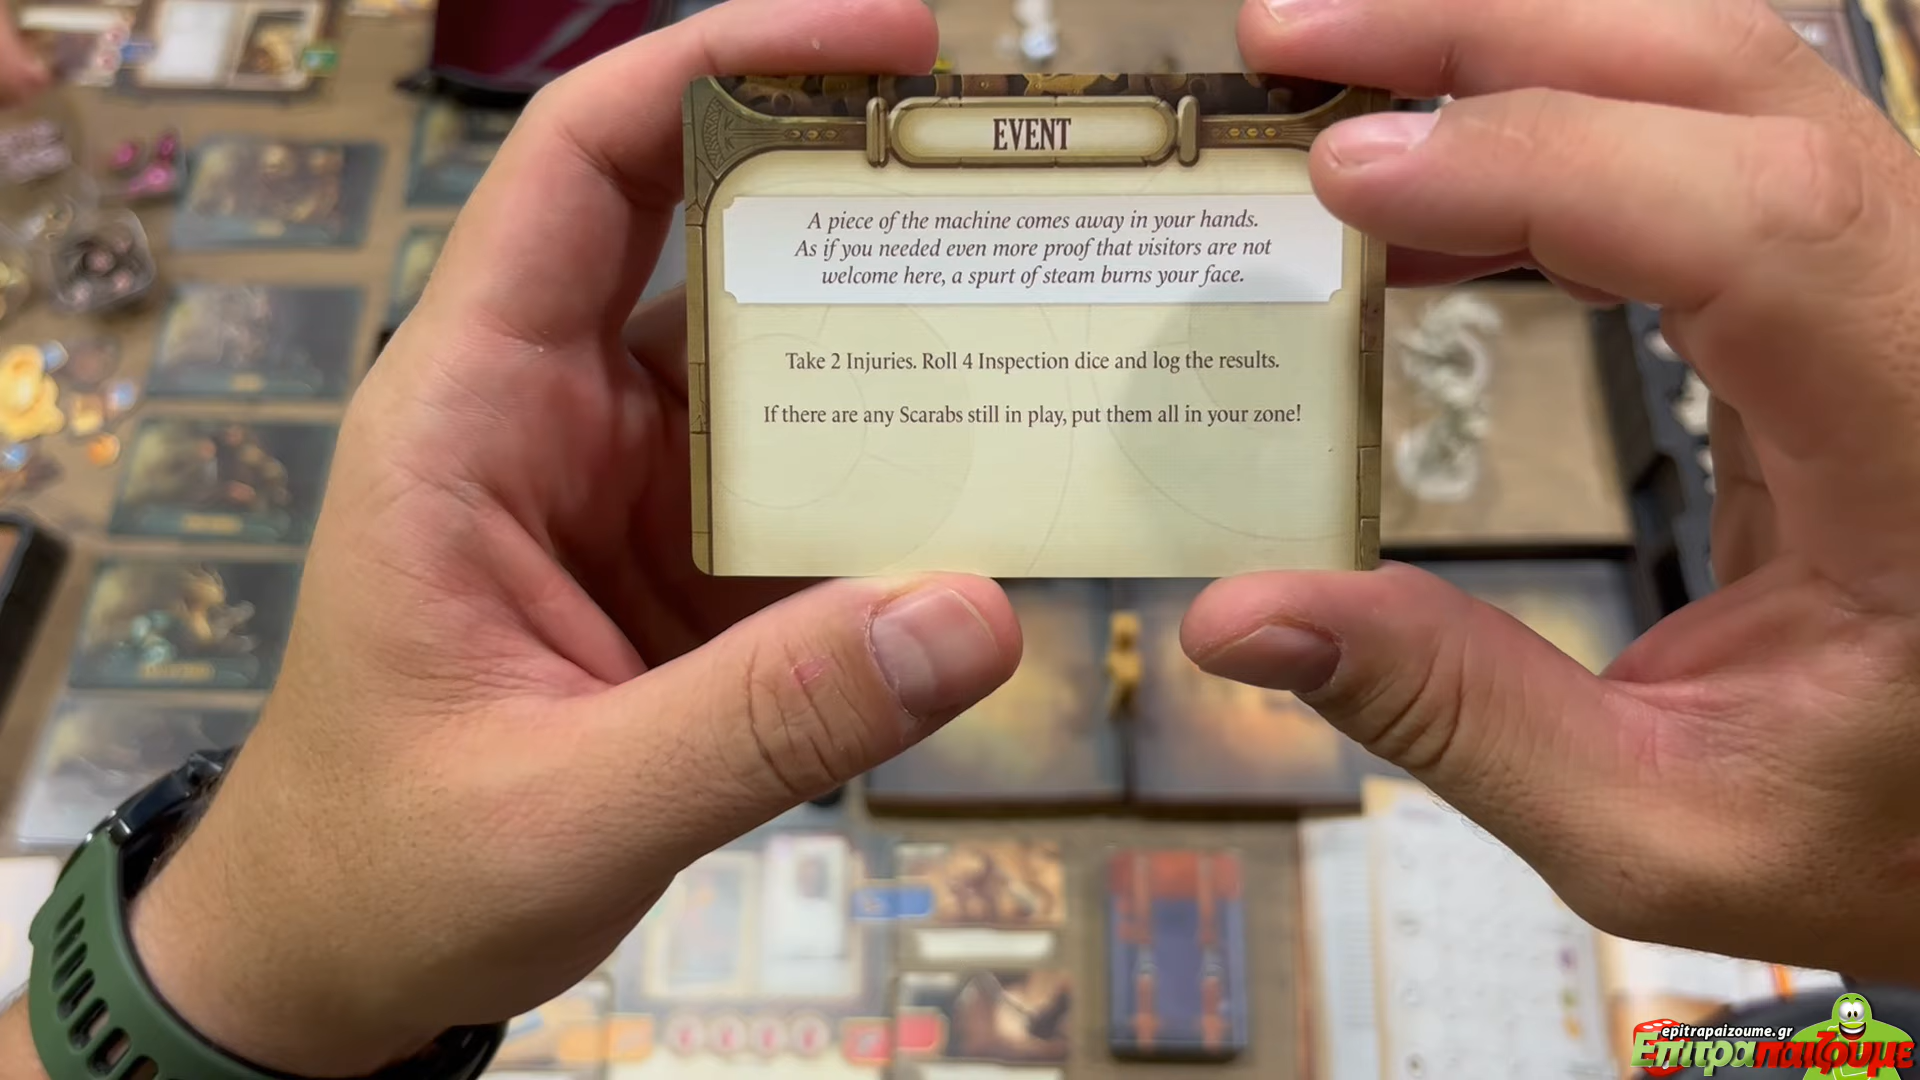 EVENT
A piece of the machine comes away in your hands.
As if you needed even more proof that visitors are not
welcome here, a spurt of steam burns your face.
Take 2 Injuries. Roll 4 Inspection dice and log the results.
If there are any Scarabs still in play, put them all in your zone!
epitrapaizoume.gr
Επιτραπαίζουμε